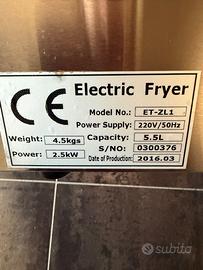 CE Electric Fryer
Model No.: ET-ZL1
Power Supply: 220V/50Hz
Weight: 4.5kgs Capacity: 5.5L
S/NO: 0300376
Power: 2.5kW Date of Production: 2016.03
subito